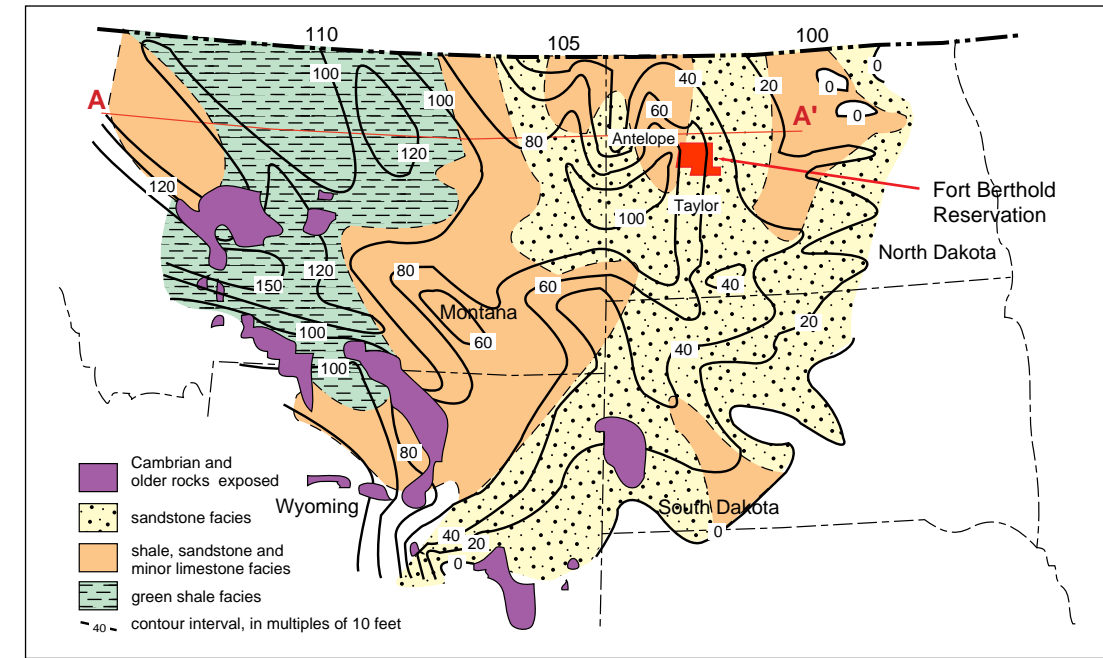 110
105
100
100
40
20
0
A
100
0
60
0
A'
80
Antelope
120
120
Fort Berthold
Reservation
Taylor
100
North Dakota
120
80
150
60
40
Montana
20
100
60
40
100
80
Cambrian and
older rocks exposed
Wyoming
South Dakota
sandstone facies
0
40
20
shale, sandstone and
minor limestone facies
0
green shale facies
40
contour interval, in multiples of 10 feet